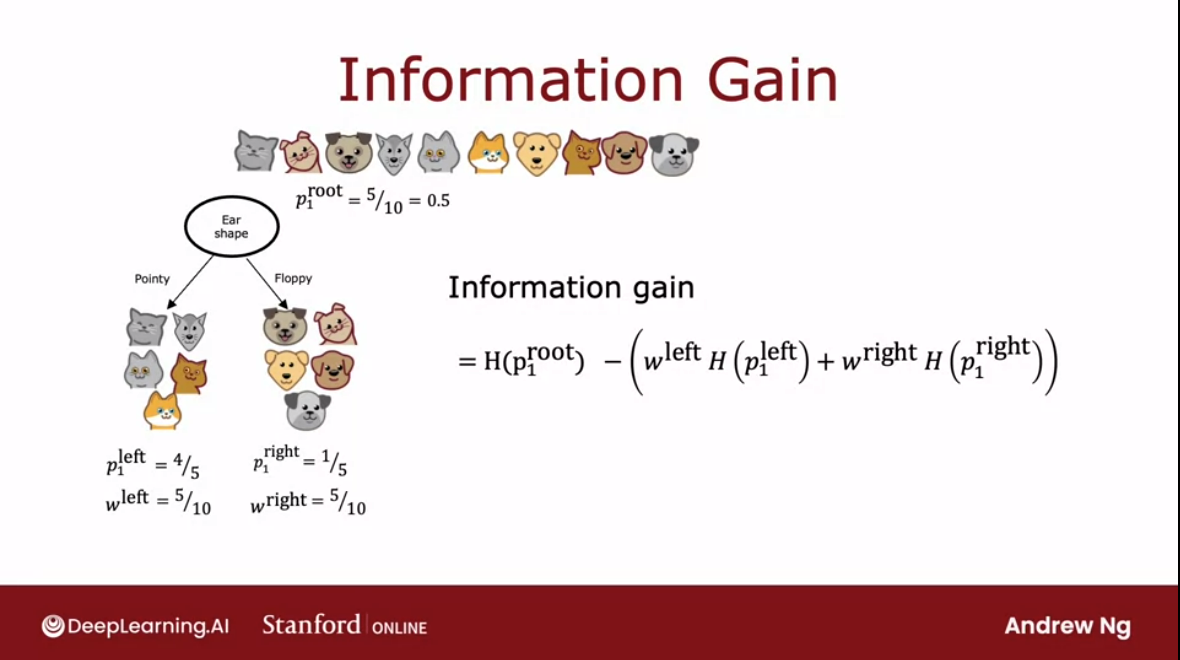 Information Gain
p₁^root = 5/10 = 0.5
Ear
shape
Pointy
Floppy
Information gain
= H(p₁^root) − (w^left H (p₁^left) + w^right H (p₁^right))
p₁^left = 4/5
p₁^right = 1/5
w^left = 5/10
w^right = 5/10
DeepLearning.AI
Stanford | ONLINE
Andrew Ng